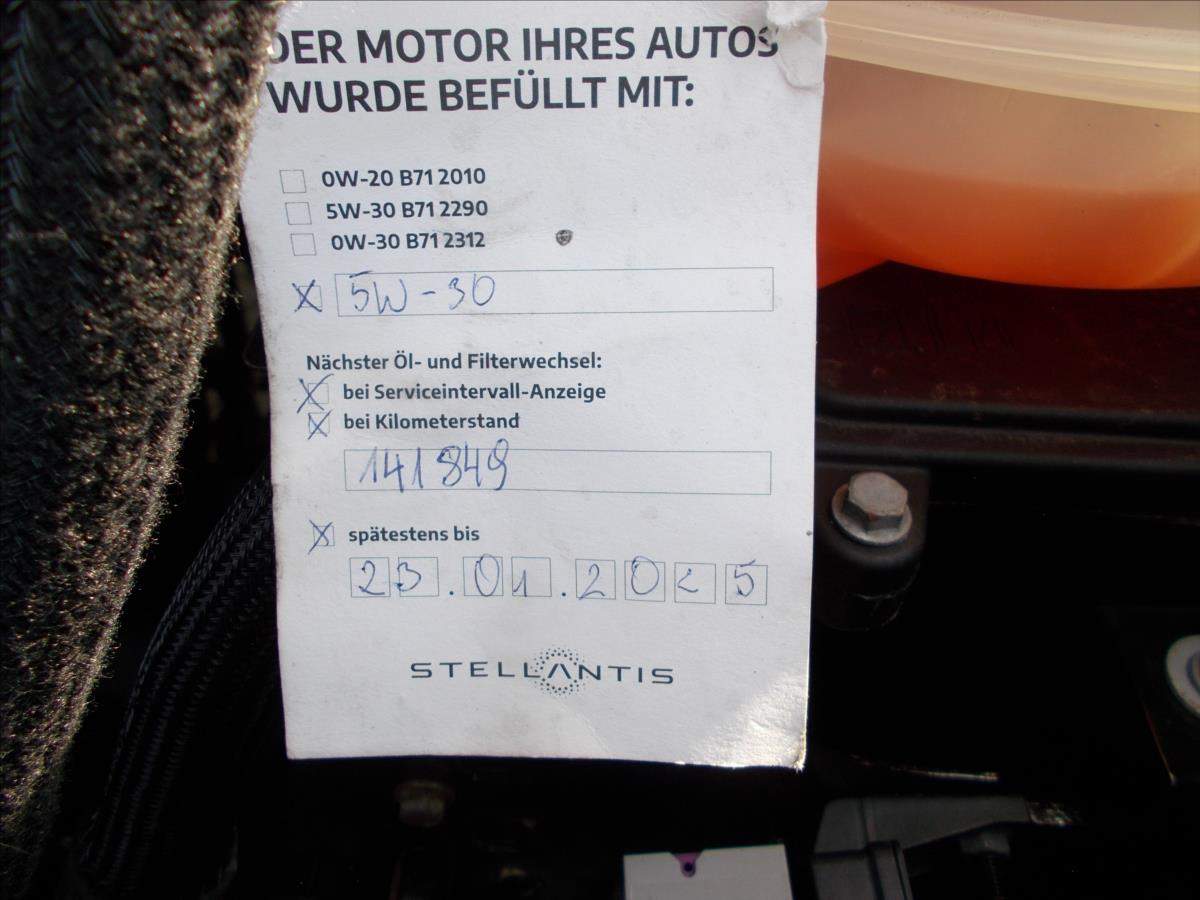 DER MOTOR IHRES AUTOS
WURDE BEFÜLLT MIT:
0W-20 B71 2010
5W-30 B71 2290
0W-30 B71 2312
5W-30
Nächster Öl- und Filterwechsel:
bei Serviceintervall-Anzeige
bei Kilometerstand
141849
spätestens bis
23.01.2025
STELLANTIS